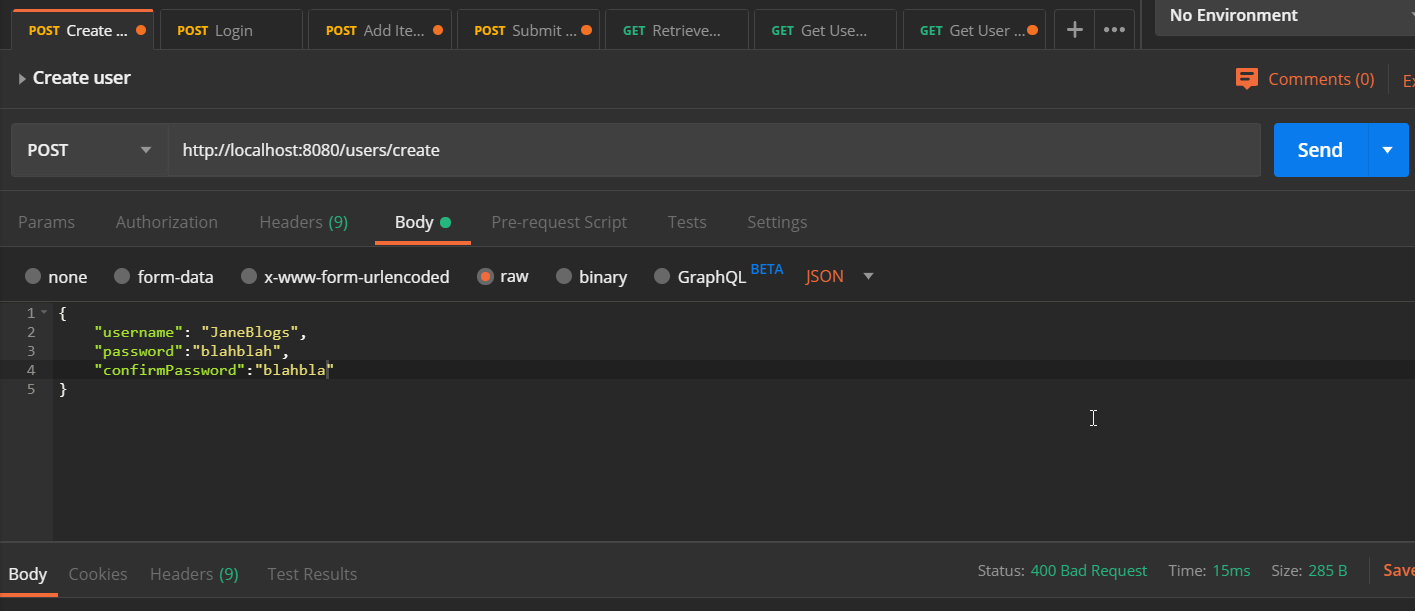 POST Create ... POST Login POST Add Ite... POST Submit ... GET Retrieve... GET Get Use... GET Get User ... + ••• No Environment
Create user Comments (0) Ex
POST http://localhost:8080/users/create Send
Params Authorization Headers (9) Body Pre-request Script Tests Settings
none form-data x-www-form-urlencoded raw binary GraphQL BETA JSON
1 {
2 "username": "JaneBlogs",
3 "password":"blahblah",
4 "confirmPassword":"blahbla"
5 }
Body Cookies Headers (9) Test Results Status: 400 Bad Request Time: 15ms Size: 285 B Save